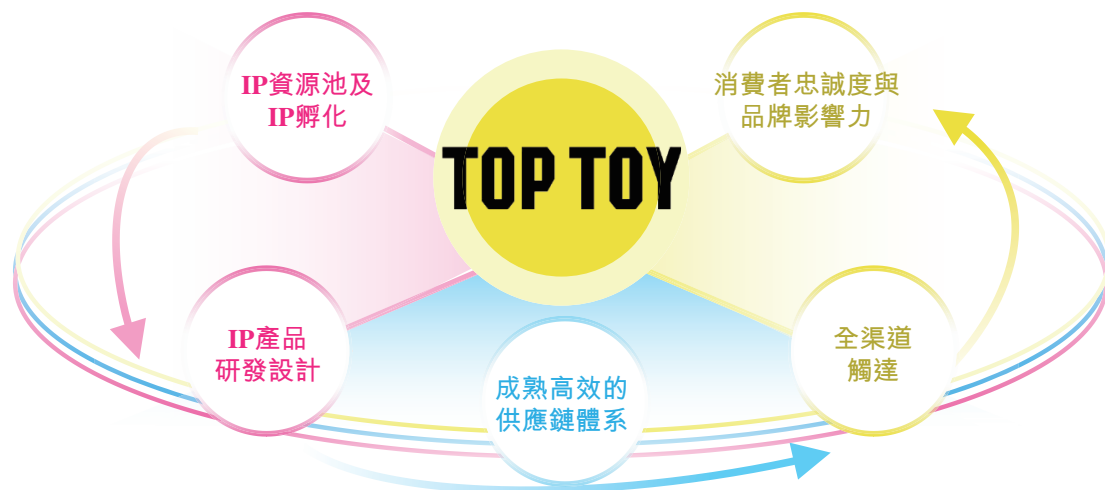 IP資源池及
IP孵化
消費者忠誠度與
品牌影響力
TOP TOY
IP產品
研發設計
成熟高效的
供應鏈體系
全渠道
觸達